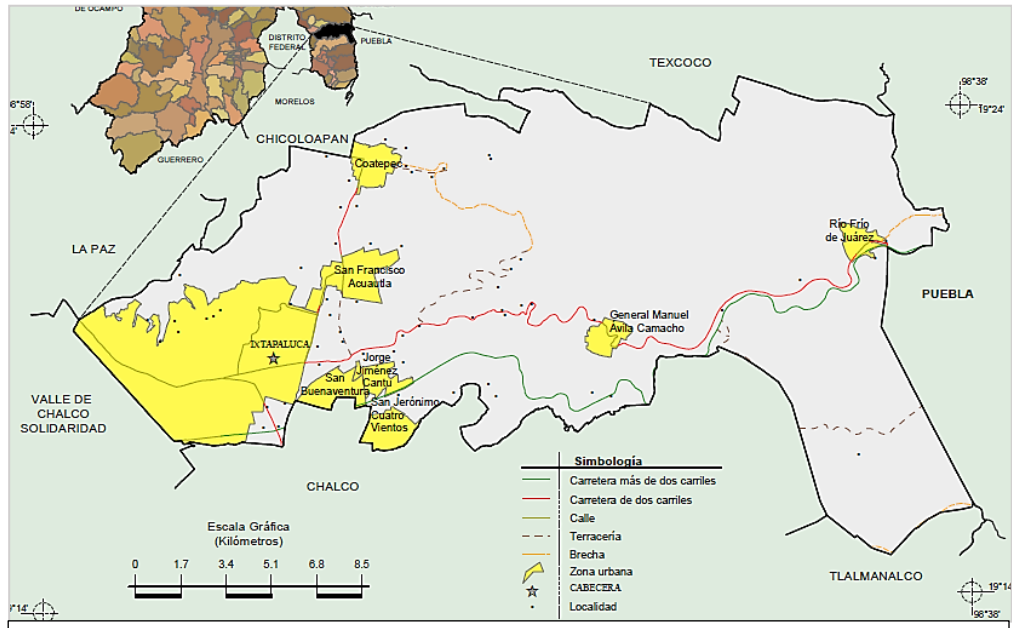 DE OCAMPO
DISTRITO
FEDERAL
PUEBLA
MORELOS
GUERRERO
TEXCOCO
98°38'
19°24'
CHICOLOAPAN
Coatepec
Río Frío
de Juárez
LA PAZ
San Francisco
Acuautla
PUEBLA
General Manuel
Avila Camacho
IXTAPALUCA
Jorge
Jiménez
Cantu
San
Buenaventura
San Jerónimo
Cuatro
Vientos
VALLE DE
CHALCO
SOLIDARIDAD
CHALCO
TLALMANALCO
Simbología
Carretera más de dos carriles
Carretera de dos carriles
Calle
Terracería
Brecha
Zona urbana
CABECERA
Localidad
Escala Gráfica
(Kilómetros)
0 1.7 3.4 5.1 6.8 8.5
98°38'